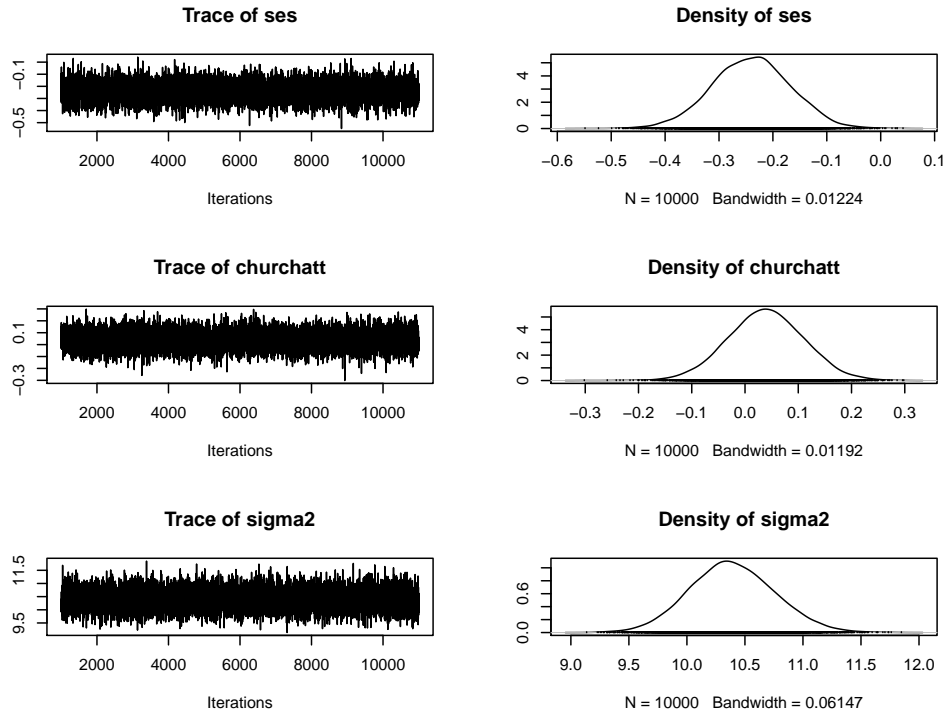 Trace of ses
−0.5 −0.1
2000 4000 6000 8000 10000
Iterations
Density of ses
0 2 4
−0.6 −0.5 −0.4 −0.3 −0.2 −0.1 0.0 0.1
N = 10000 Bandwidth = 0.01224
Trace of churchatt
−0.3 0.1
2000 4000 6000 8000 10000
Iterations
Density of churchatt
0 2 4
−0.3 −0.2 −0.1 0.0 0.1 0.2 0.3
N = 10000 Bandwidth = 0.01192
Trace of sigma2
9.5 11.5
2000 4000 6000 8000 10000
Iterations
Density of sigma2
0.0 0.6
9.0 9.5 10.0 10.5 11.0 11.5 12.0
N = 10000 Bandwidth = 0.06147